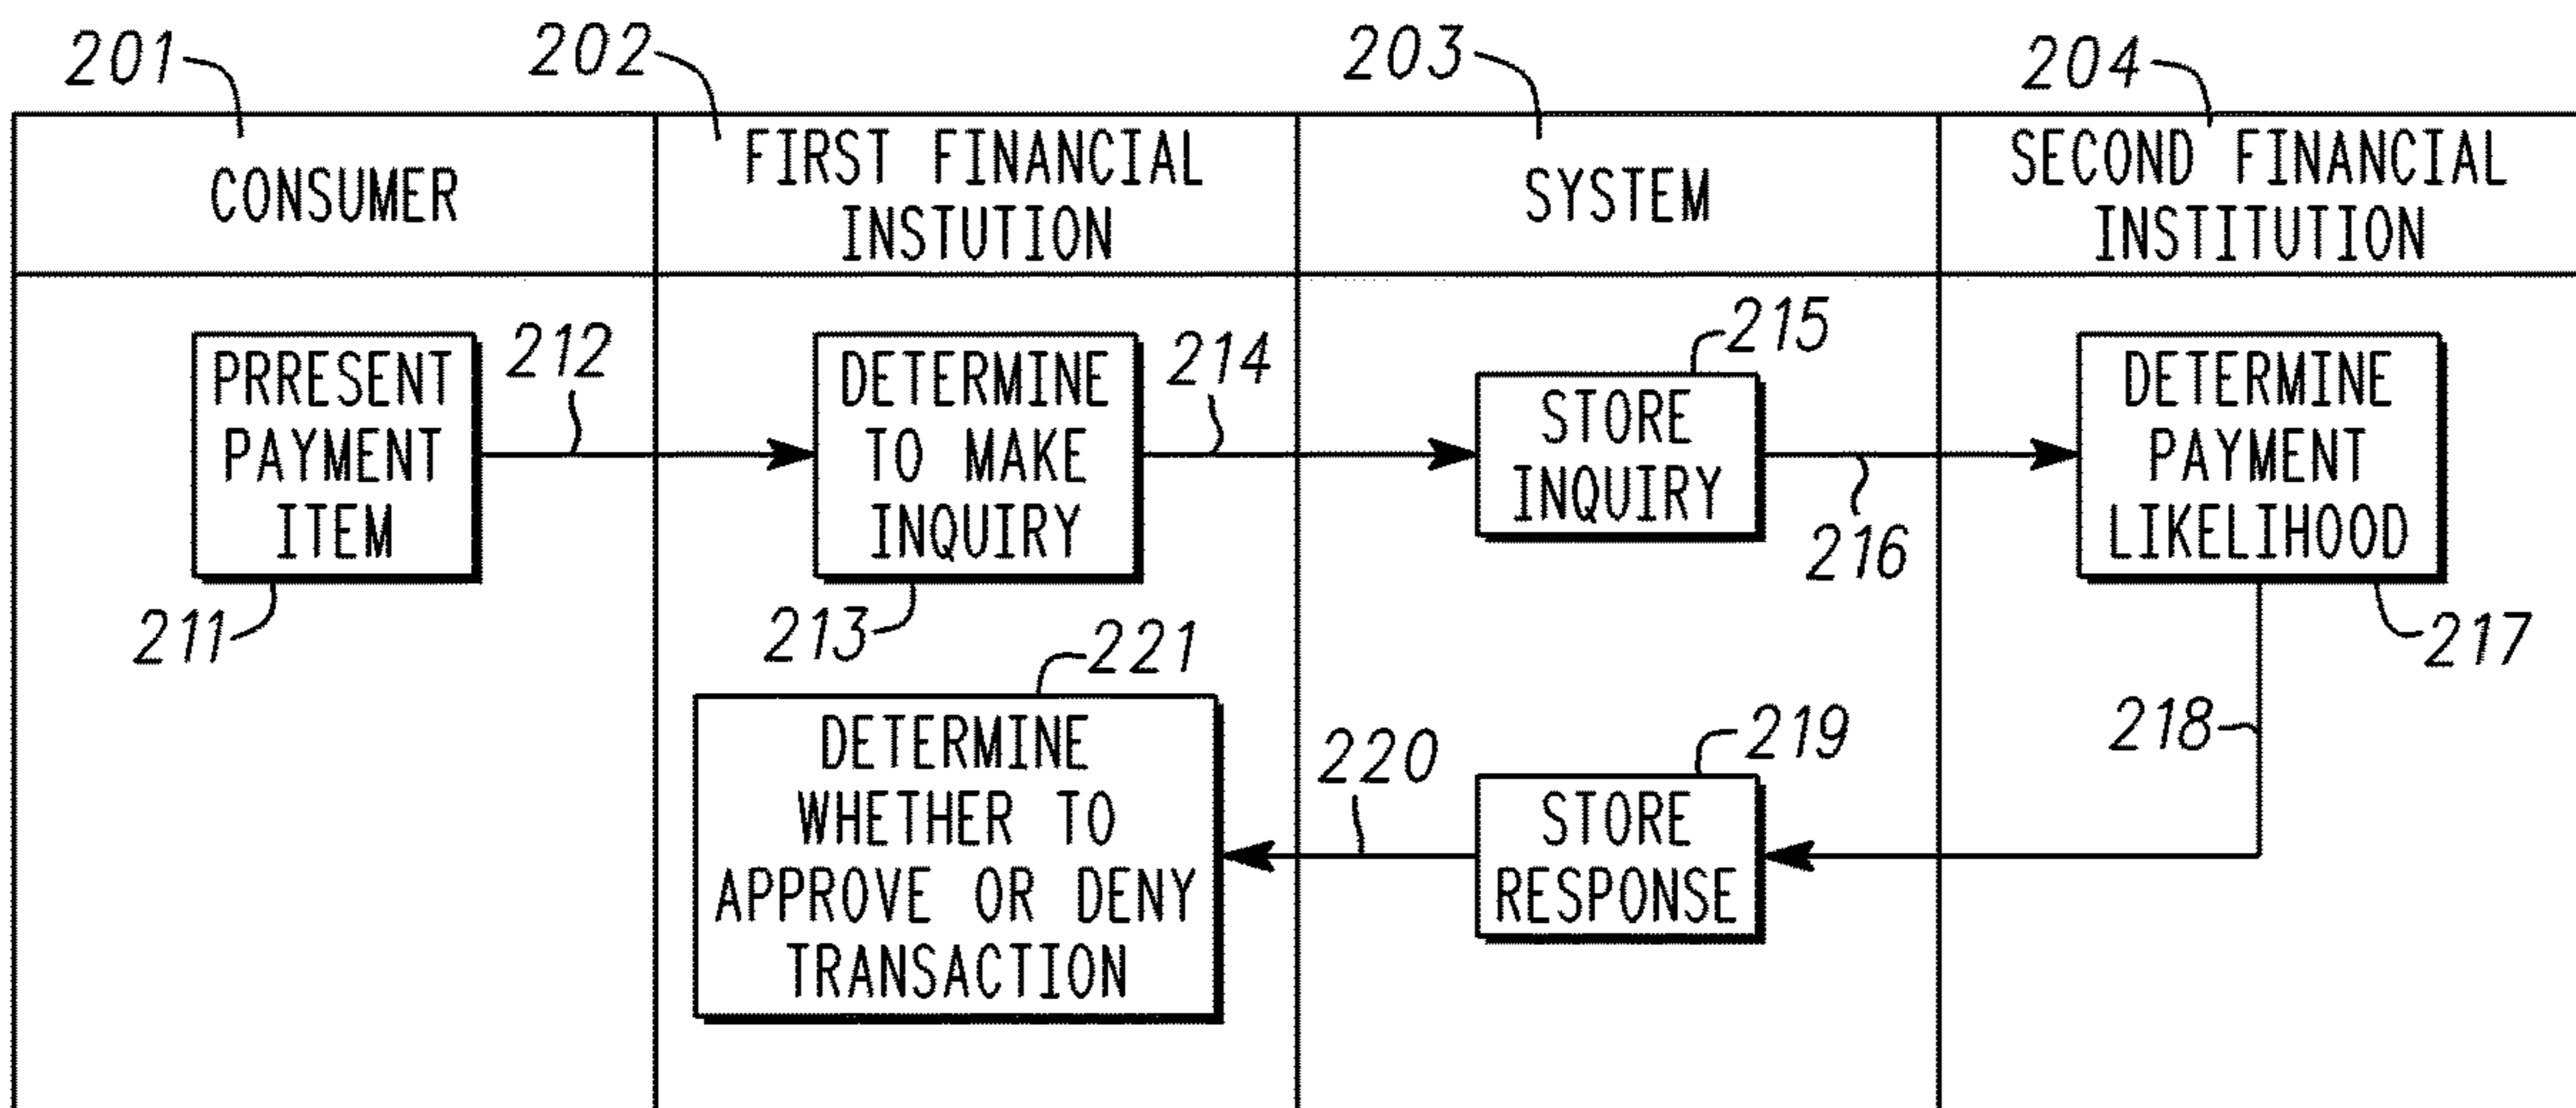 201
202
203
204
CONSUMER
FIRST FINANCIAL
INSTUTION
SYSTEM
SECOND FINANCIAL
INSTITUTION
PRRESENT
PAYMENT
ITEM
211
212
DETERMINE
TO MAKE
INQUIRY
213
214
STORE
INQUIRY
215
216
DETERMINE
PAYMENT
LIKELIHOOD
217
218
STORE
RESPONSE
219
220
DETERMINE
WHETHER TO
APPROVE OR DENY
TRANSACTION
221